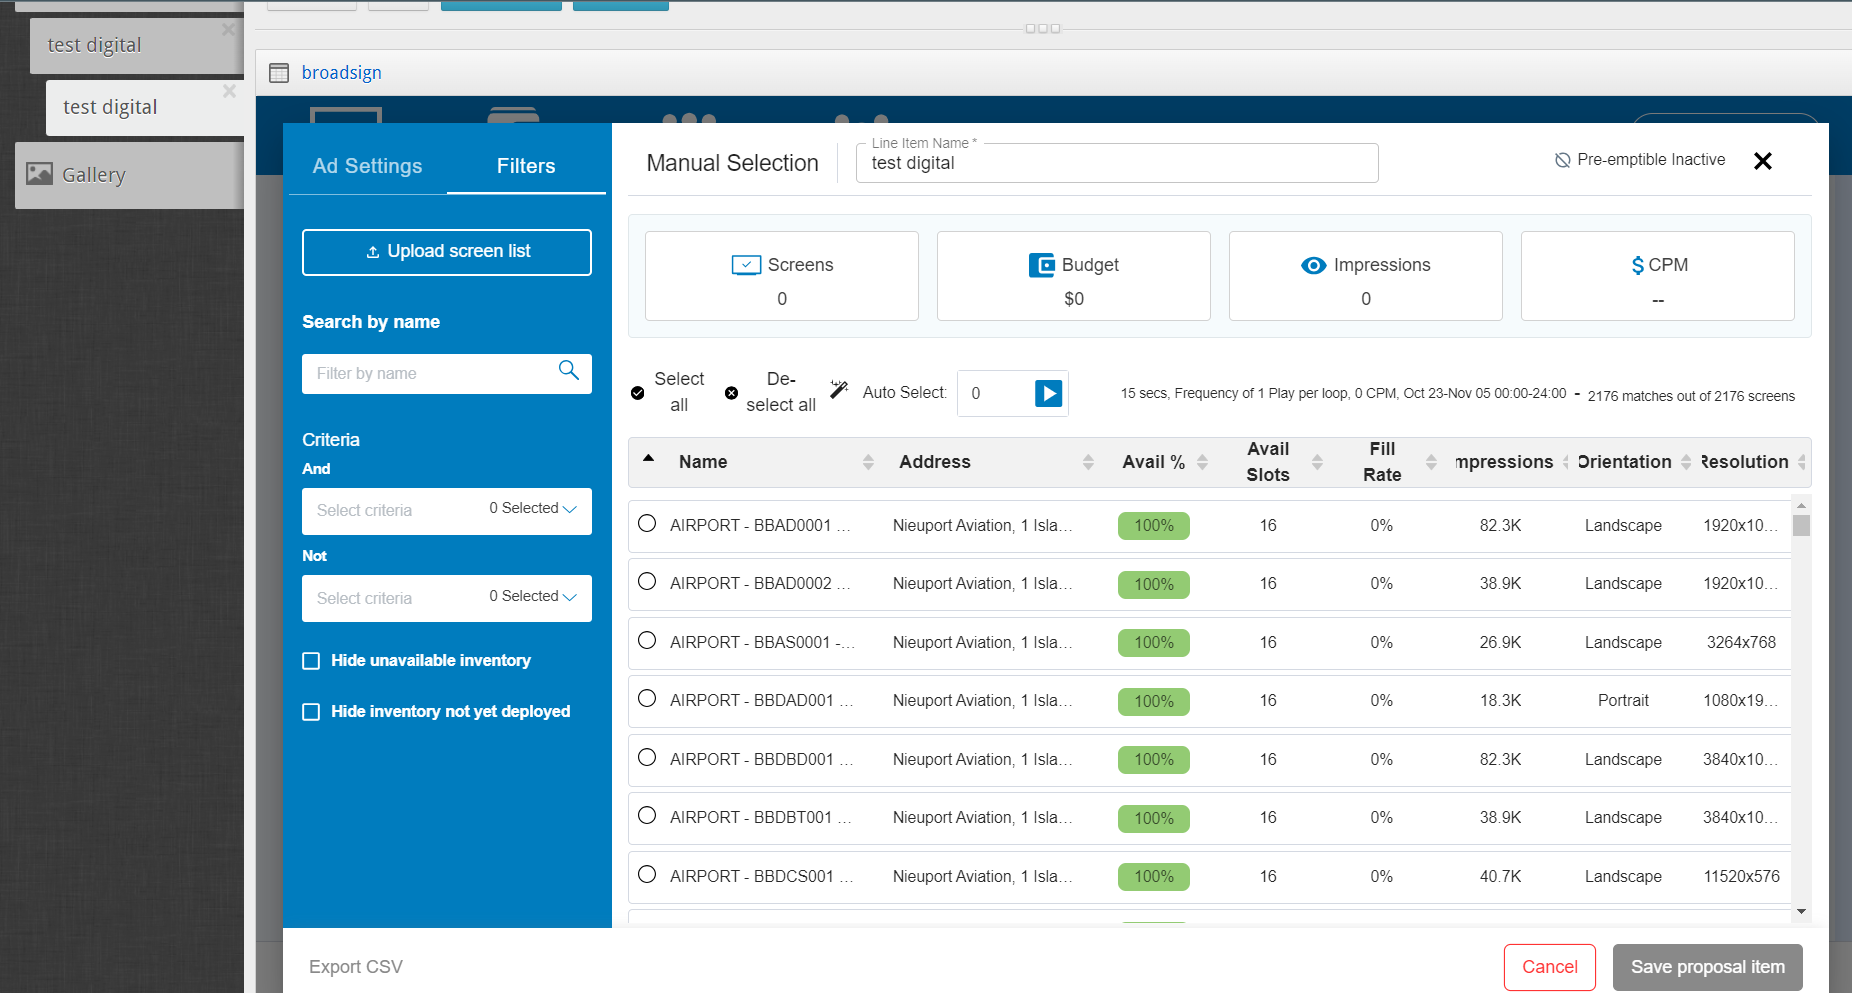 test digital
test digital
Gallery
broadsign
Ad Settings
Filters
Upload screen list
Search by name
Filter by name
Criteria
And
Select criteria
0 Selected
Not
Select criteria
0 Selected
Hide unavailable inventory
Hide inventory not yet deployed
Manual Selection
Line Item Name *
test digital
Pre-emptible Inactive
Screens
0
Budget
$0
Impressions
0
$ CPM
--
Select
all
De-
select all
Auto Select:
0
15 secs, Frequency of 1 Play per loop, 0 CPM, Oct 23-Nov 05 00:00-24:00 - 2176 matches out of 2176 screens
Name Address Avail % Avail Slots Fill Rate mpressions Orientation Resolution
AIRPORT - BBAD0001 ... Nieuport Aviation, 1 Isla... 100% 16 0% 82.3K Landscape 1920x10...
AIRPORT - BBAD0002 ... Nieuport Aviation, 1 Isla... 100% 16 0% 38.9K Landscape 1920x10...
AIRPORT - BBAS0001 -... Nieuport Aviation, 1 Isla... 100% 16 0% 26.9K Landscape 3264x768
AIRPORT - BBDAD001 ... Nieuport Aviation, 1 Isla... 100% 16 0% 18.3K Portrait 1080x19...
AIRPORT - BBDBD001 ... Nieuport Aviation, 1 Isla... 100% 16 0% 82.3K Landscape 3840x10...
AIRPORT - BBDBT001 ... Nieuport Aviation, 1 Isla... 100% 16 0% 38.9K Landscape 3840x10...
AIRPORT - BBDCS001 ... Nieuport Aviation, 1 Isla... 100% 16 0% 40.7K Landscape 11520x576
Export CSV
Cancel
Save proposal item